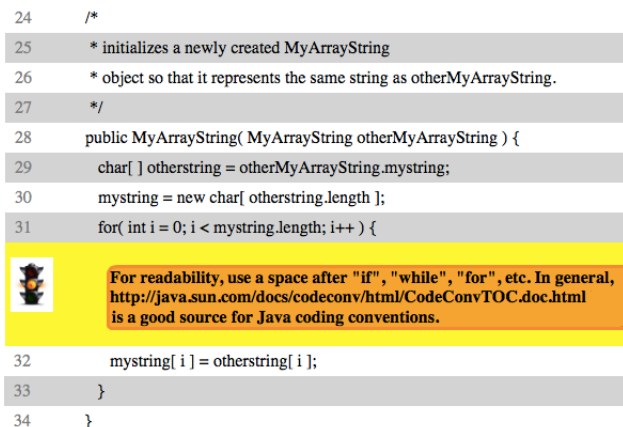 24 /*
25 * initializes a newly created MyArrayString
26 * object so that it represents the same string as otherMyArrayString.
27 */
28 public MyArrayString( MyArrayString otherMyArrayString ) {
29 char[ ] otherstring = otherMyArrayString.mystring;
30 mystring = new char[ otherstring.length ];
31 for( int i = 0; i < mystring.length; i++ ) {
For readability, use a space after "if", "while", "for", etc. In general,
http://java.sun.com/docs/codeconv/html/CodeConvTOC.doc.html
is a good source for Java coding conventions.
32 mystring[ i ] = otherstring[ i ];
33 }
34 }